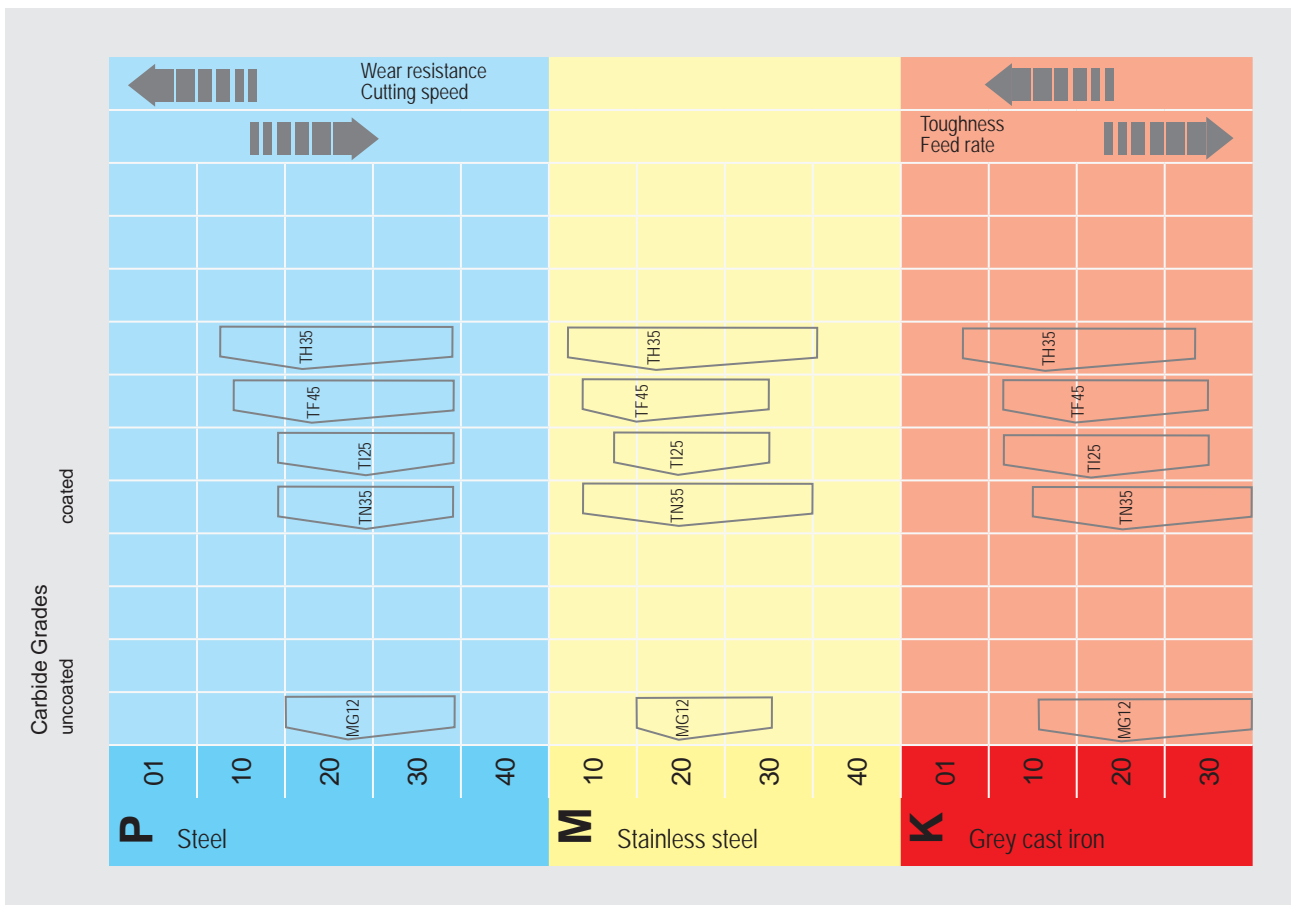 Wear resistance
Cutting speed
Toughness
Feed rate
TH35 TH35 TH35
TF45 TF45 TF45
TI25 TI25 TI25
TN35 TN35 TN35
coated
Carbide Grades
uncoated
MG12 MG12 MG12
01 10 20 30 40 10 20 30 40 01 10 20 30
P Steel M Stainless steel K Grey cast iron